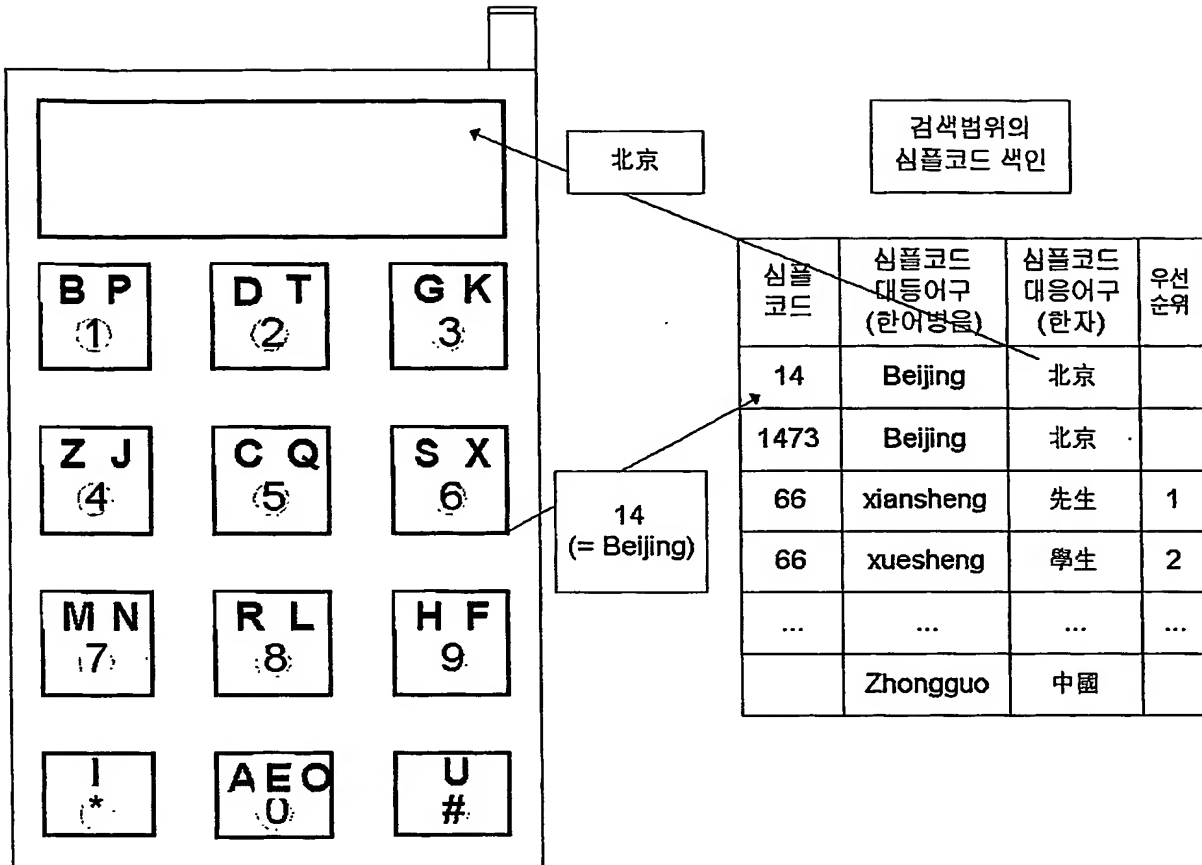 北京
검색범위의
심플코드 색인
B P
1
D T
2
G K
3
Z J
4
C Q
5
S X
6
M N
7
R L
8
H F
9
I
*
A E O
0
U
#
14
(= Beijing)
심플
코드
심플코드
대등어구
(한어병음)
심플코드
대응어구
(한자)
우선
순위
14 Beijing 北京
1473 Beijing 北京
66 xiansheng 先生 1
66 xuesheng 學生 2
... ... ... ...
Zhongguo 中國